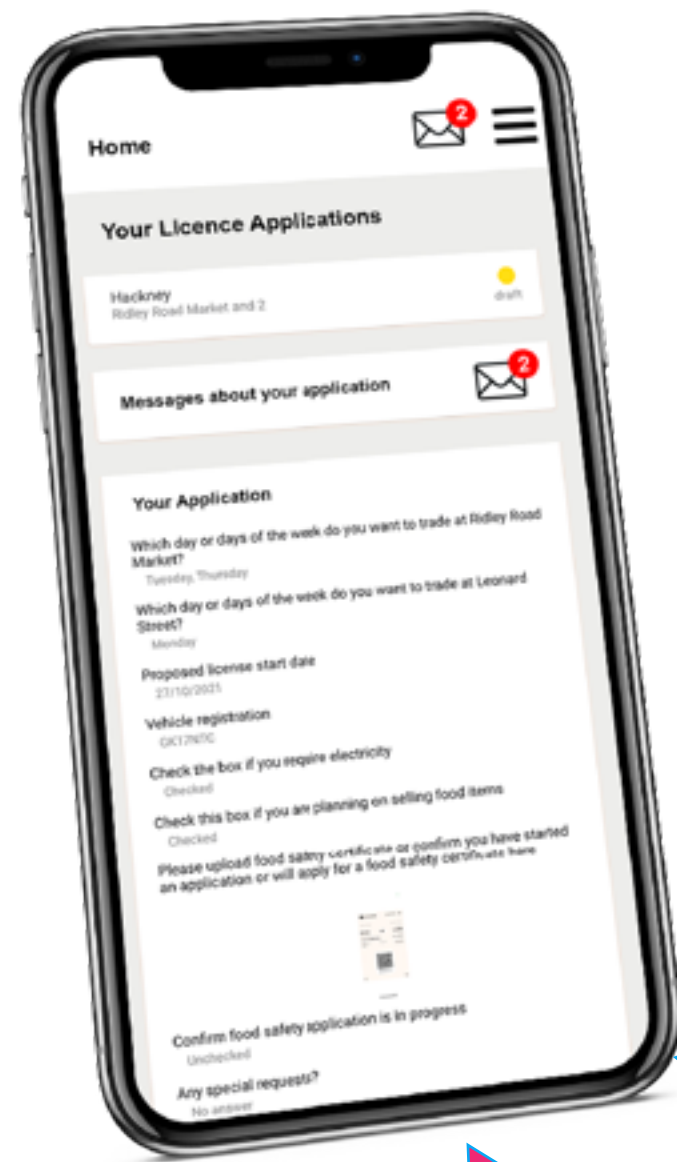 Home
2
Your Licence Applications
Hackney
Ridley Road Market and 2
draft
Messages about your application
2
Your Application
Which day or days of the week do you want to trade at Ridley Road
Market?
Tuesday, Thursday
Which day or days of the week do you want to trade at Leonard
Street?
Monday
Proposed license start date
27/10/2021
Vehicle registration
Check the box if you require electricity
Checked
Check this box if you are planning on selling food items
Checked
Please upload food safety certificate or confirm you have started
an application or will apply for a food safety certificate here
Confirm food safety application is in progress
Unchecked
Any special requests?
No answer